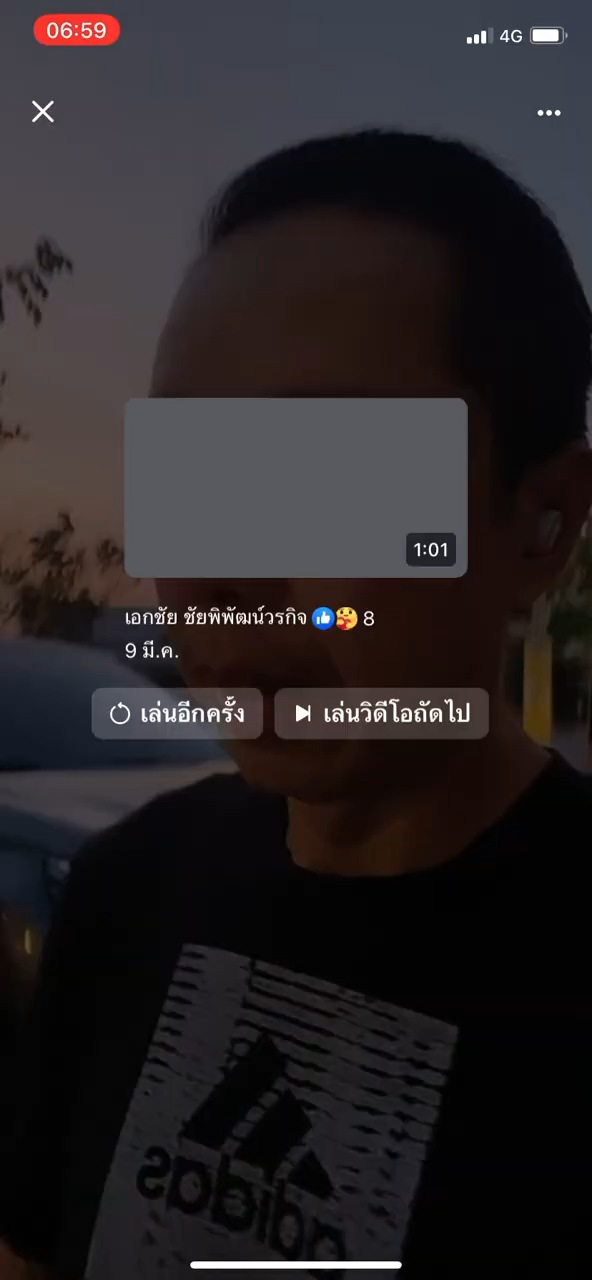 06:59
4G
1:01
เอกชัย ชัยพิพัฒน์วรกิจ 8
9 มี.ค.
เล่นอีกครั้ง
เล่นวิดีโอถัดไป
adidas